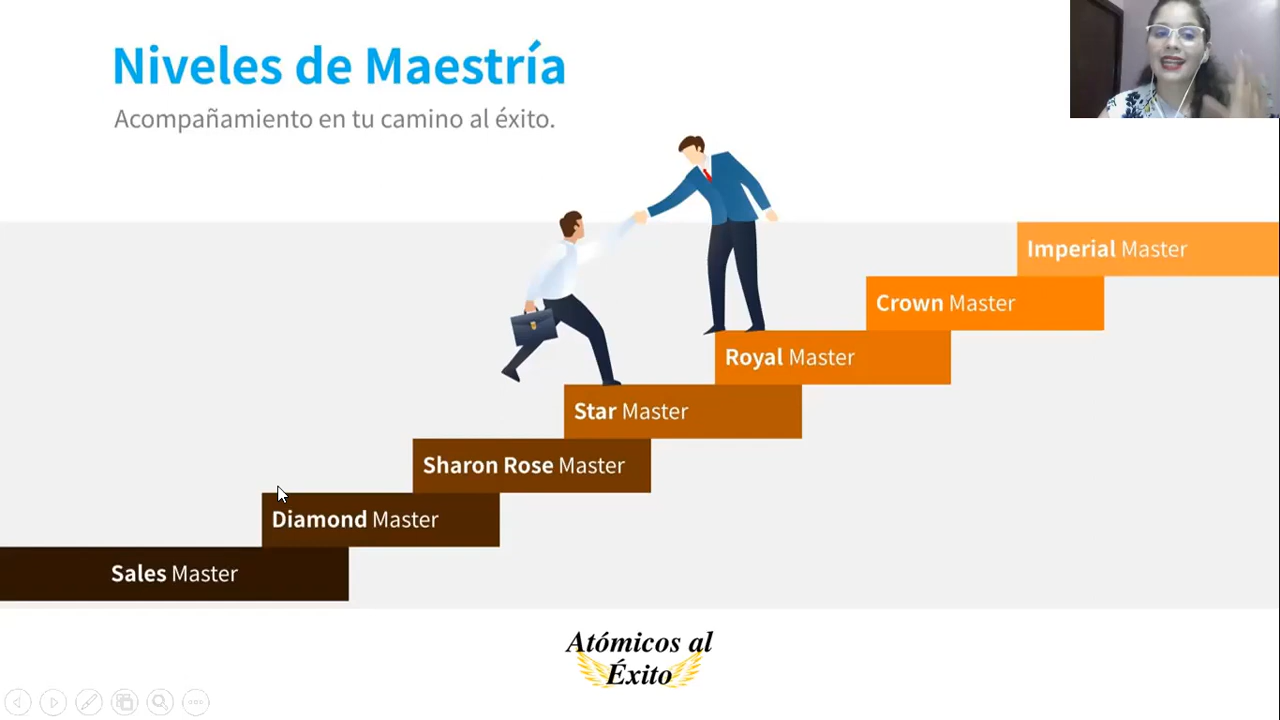 Niveles de Maestría
Acompañamiento en tu camino al éxito.
Imperial Master
Crown Master
Royal Master
Star Master
Sharon Rose Master
Diamond Master
Sales Master
Atómicos al
Éxito